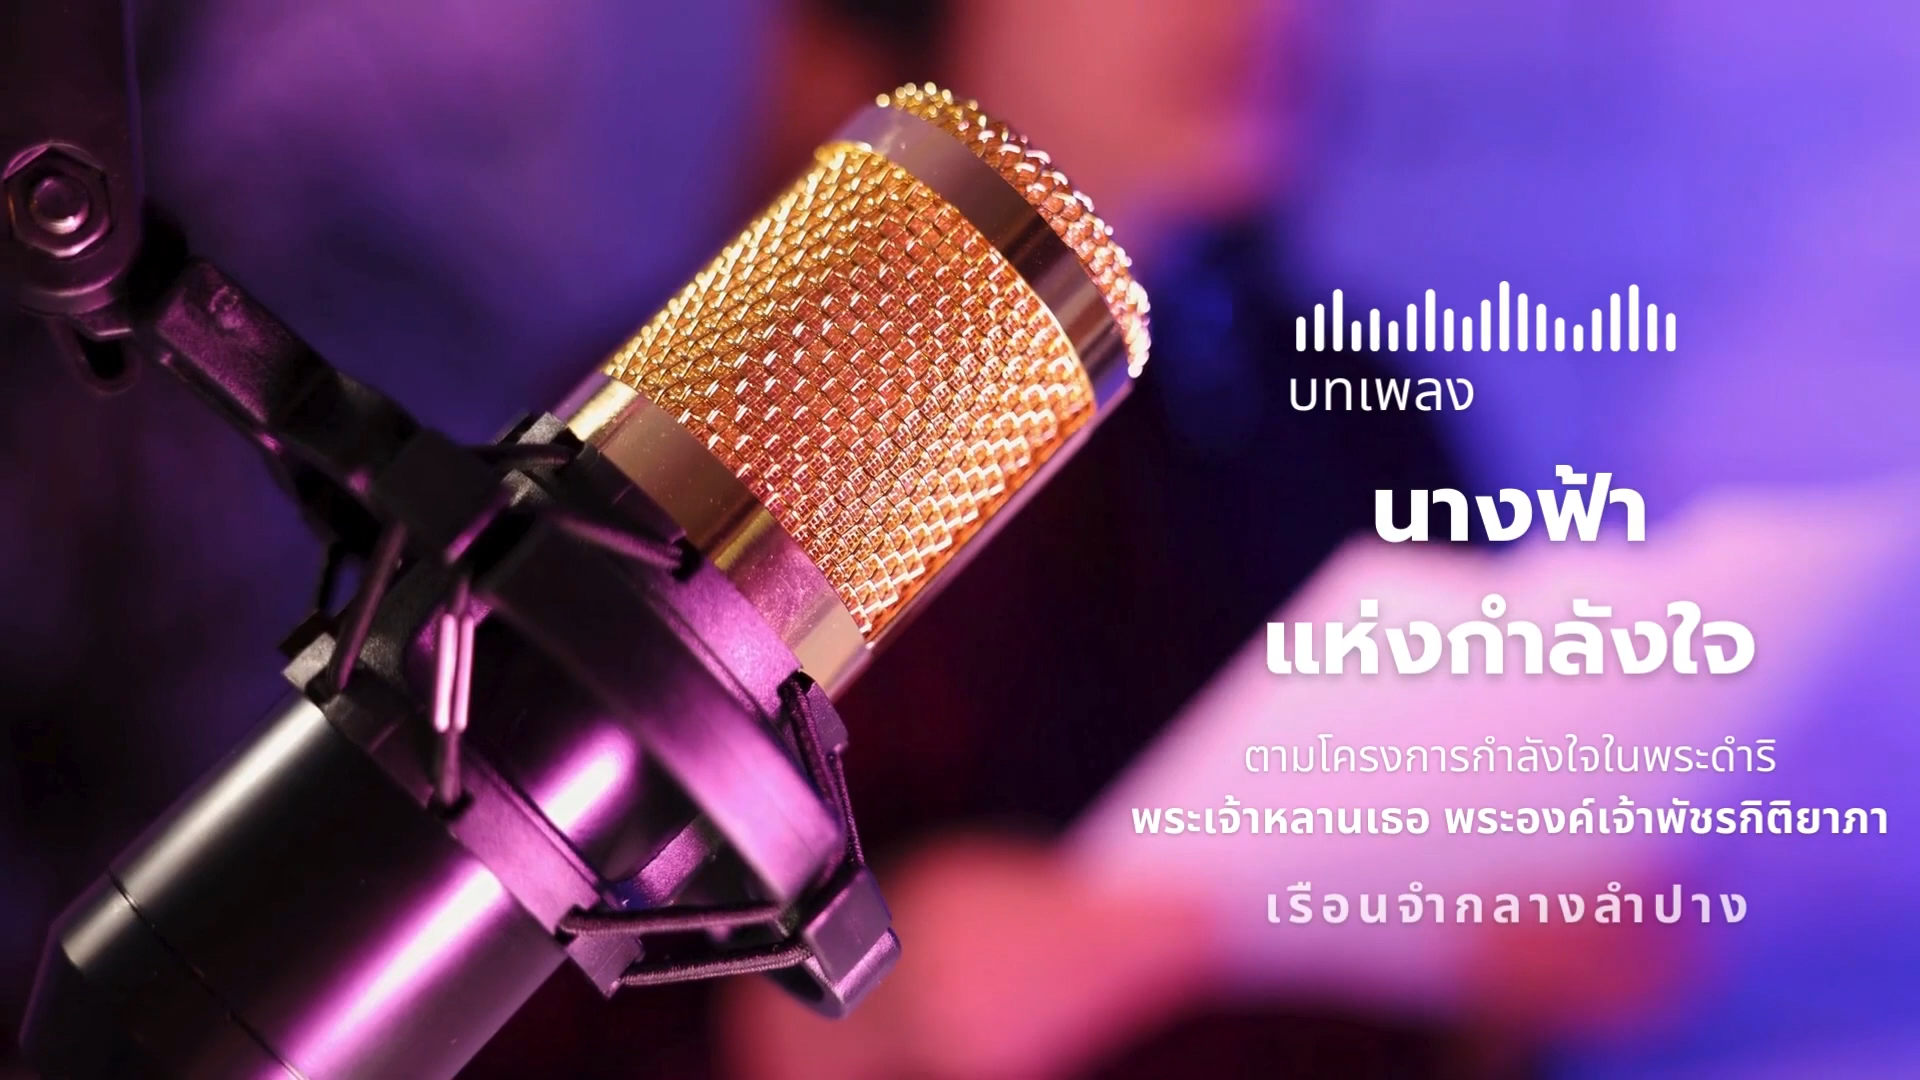 บทเพลง
นางฟ้า
แห่งกำลังใจ
ตามโครงการกำลังใจในพระดำริ
พระเจ้าหลานเธอ พระองค์เจ้าพัชรกิติยาภา
เรือนจำกลางลำปาง